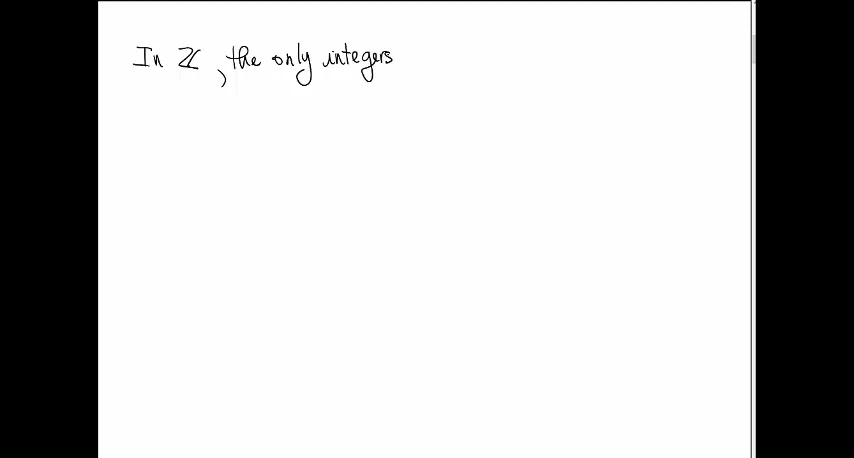 In ℤ, the only integers